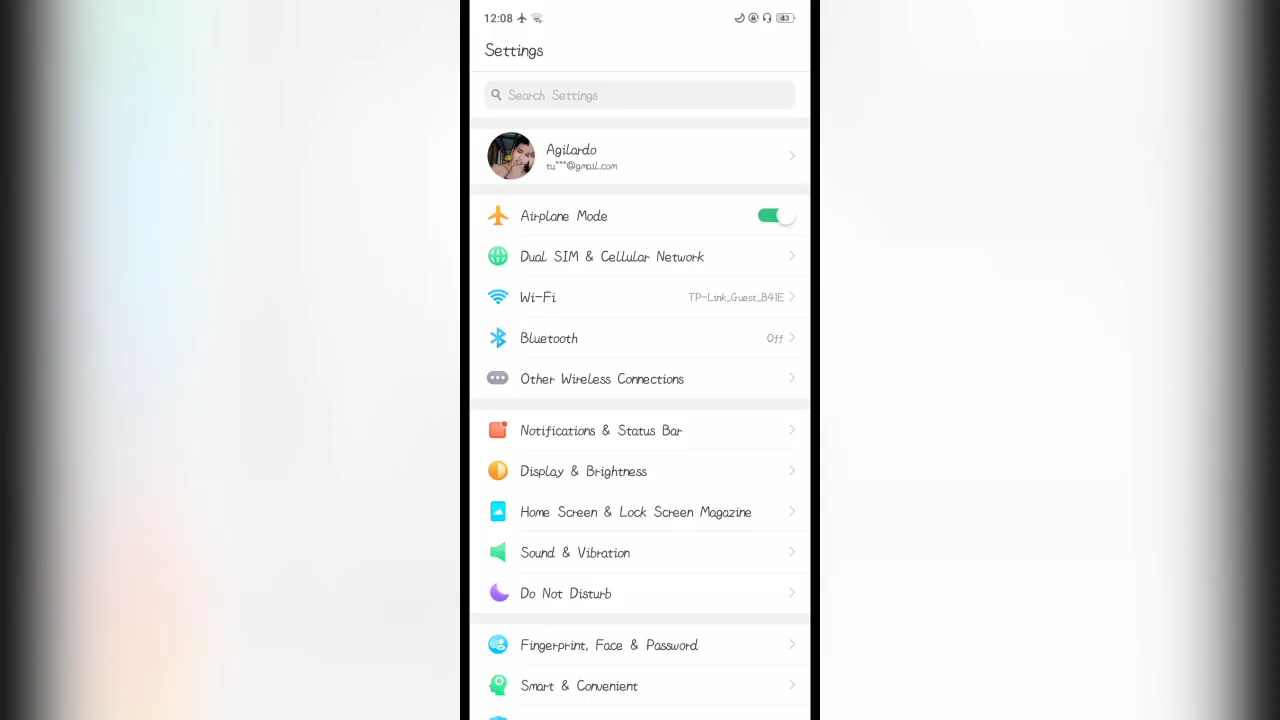 12:08 43
Settings
Search Settings
Agilardo
tu***@gmail.com
Airplane Mode
Dual SIM & Cellular Network
Wi-Fi TP-Link_Guest_B41E
Bluetooth Off
Other Wireless Connections
Notifications & Status Bar
Display & Brightness
Home Screen & Lock Screen Magazine
Sound & Vibration
Do Not Disturb
Fingerprint, Face & Password
Smart & Convenient